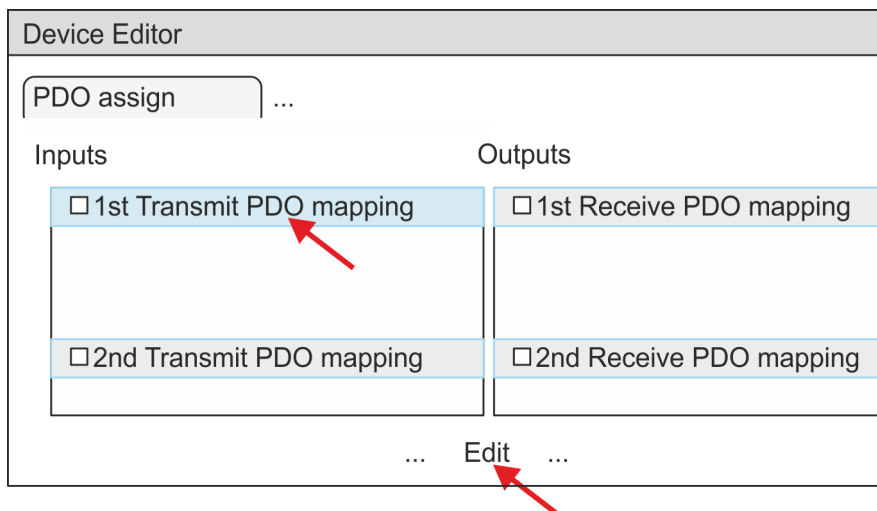 Device Editor
PDO assign ...
Inputs Outputs
1st Transmit PDO mapping 1st Receive PDO mapping
2nd Transmit PDO mapping 2nd Receive PDO mapping
... Edit ...